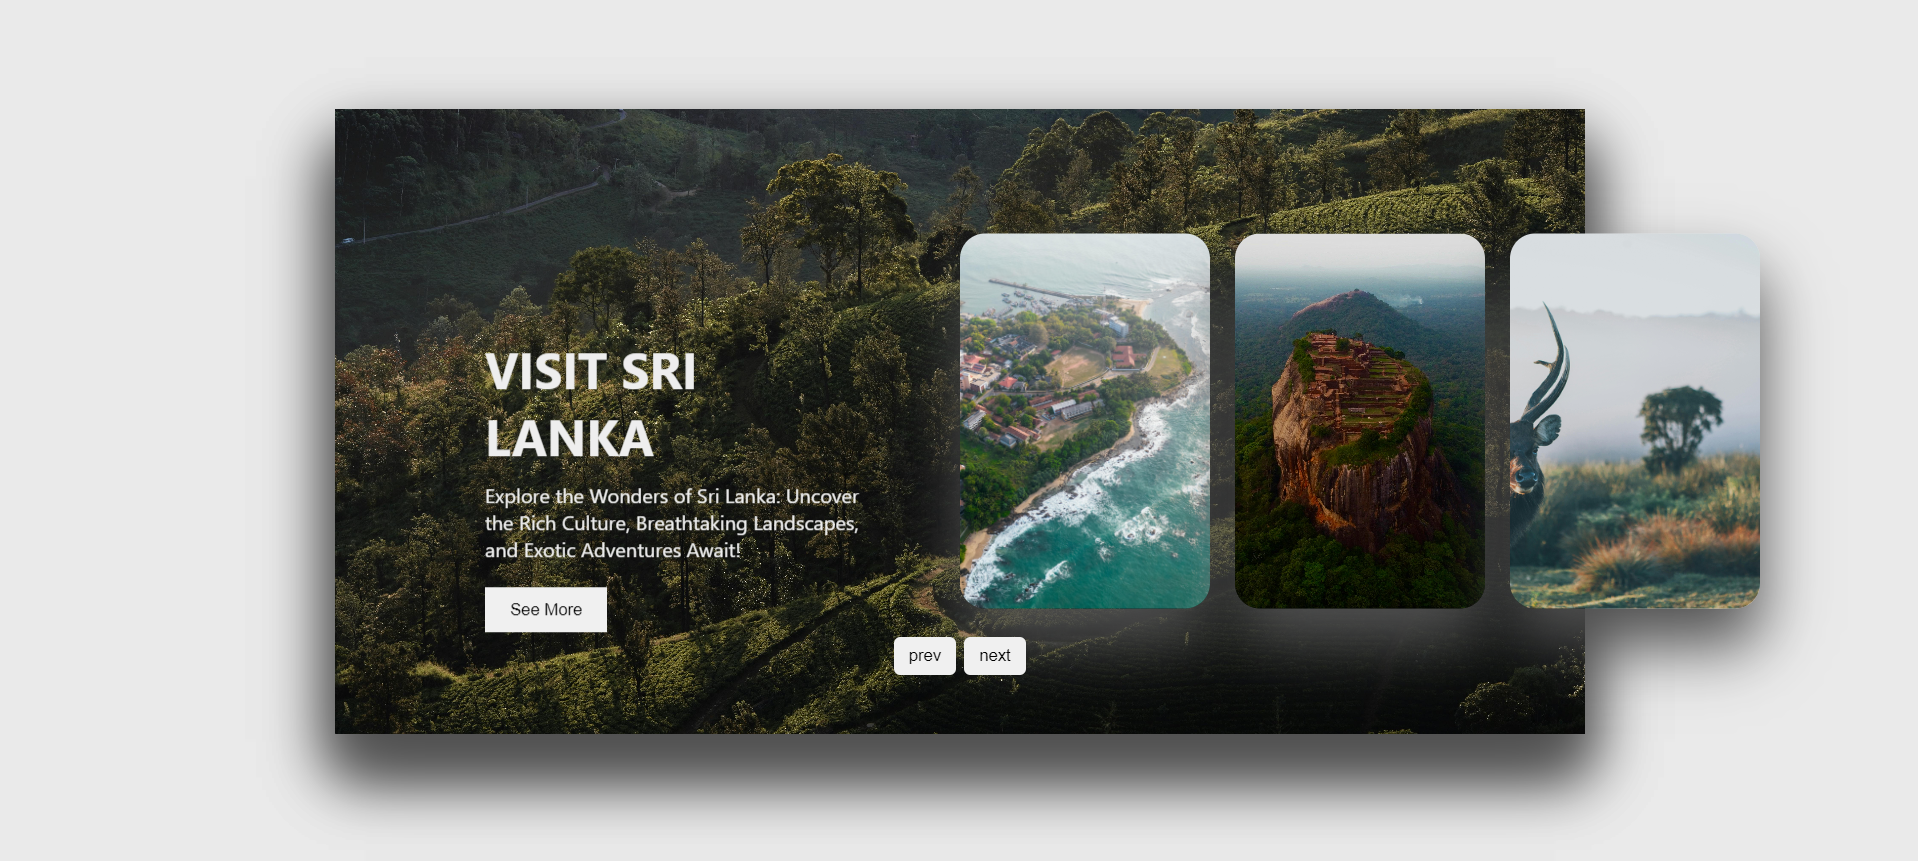 VISIT SRI
LANKA
Explore the Wonders of Sri Lanka: Uncover
the Rich Culture, Breathtaking Landscapes,
and Exotic Adventures Await!
See More
prev
next